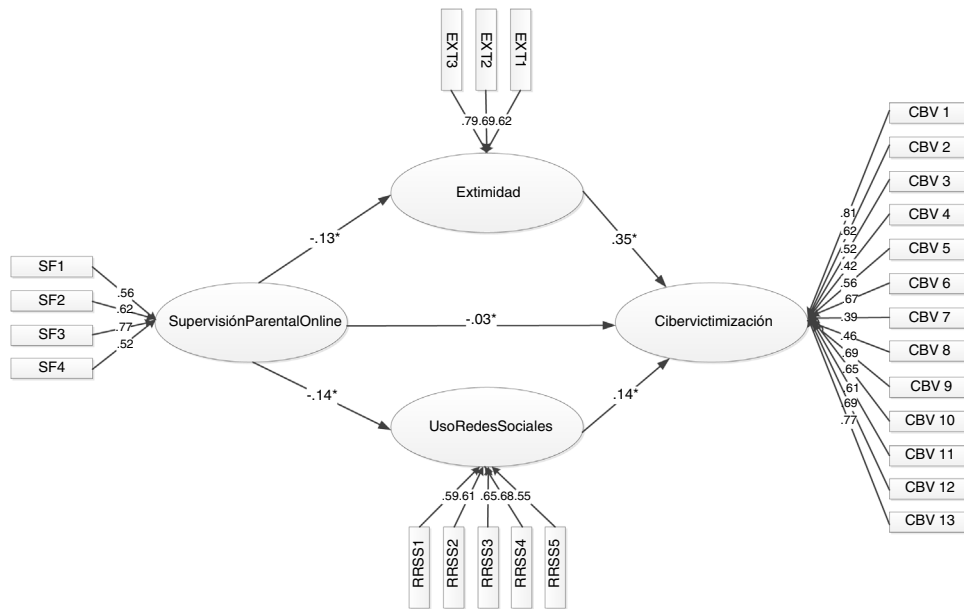 EXT3
EXT2
EXT1
.79
.69
.62
Extimidad
-.13*
.35*
SF1
SF2
SF3
SF4
.56
.62
.77
.52
SupervisiónParentalOnline
-.03*
Cibervictimización
-.14*
.14*
UsoRedesSociales
.59
.61
.65
.68
.55
RRSS1
RRSS2
RRSS3
RRSS4
RRSS5
CBV 1
CBV 2
CBV 3
CBV 4
CBV 5
CBV 6
CBV 7
CBV 8
CBV 9
CBV 10
CBV 11
CBV 12
CBV 13
.81
.62
.52
.42
.56
.67
.39
.46
.69
.65
.61
.69
.77